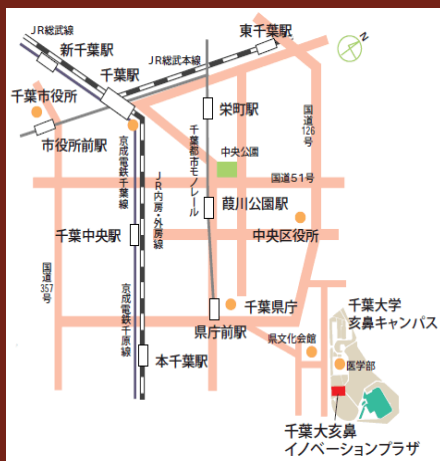 JR総武線
東千葉駅
新千葉駅
JR総武本線
N
千葉駅
千葉市役所
栄町駅
国道126号
市役所前駅
中央公園
京成電鉄千葉線
JR内房・外房線
千葉都市モノレール
国道51号
葭川公園駅
千葉中央駅
中央区役所
国道357号
京成電鉄千原線
千葉県庁
千葉大学
亥鼻キャンパス
県庁前駅
県文化会館
本千葉駅
医学部
千葉大亥鼻
イノベーションプラザ